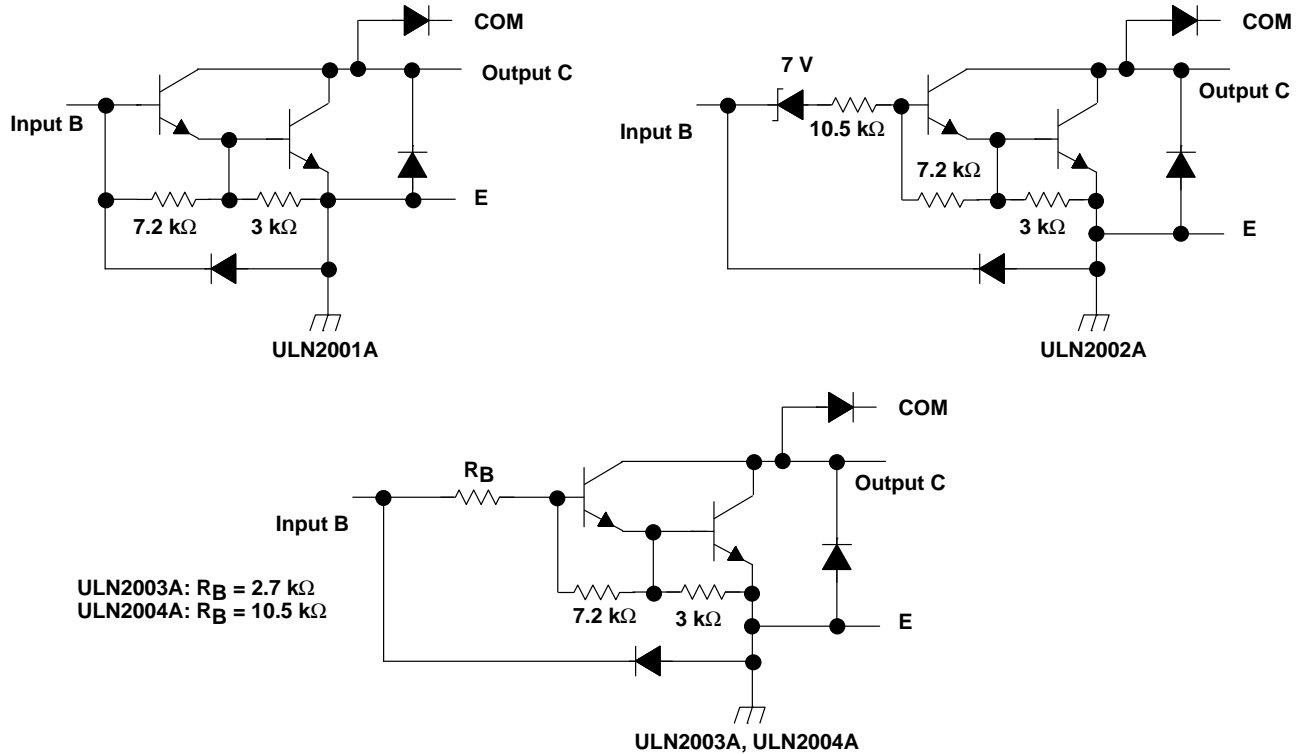 COM
Output C
Input B
7.2 kΩ
3 kΩ
E
ULN2001A
COM
7 V
Output C
Input B
10.5 kΩ
7.2 kΩ
3 kΩ
E
ULN2002A
COM
RB
Output C
Input B
ULN2003A: RB = 2.7 kΩ
ULN2004A: RB = 10.5 kΩ
7.2 kΩ
3 kΩ
E
ULN2003A, ULN2004A